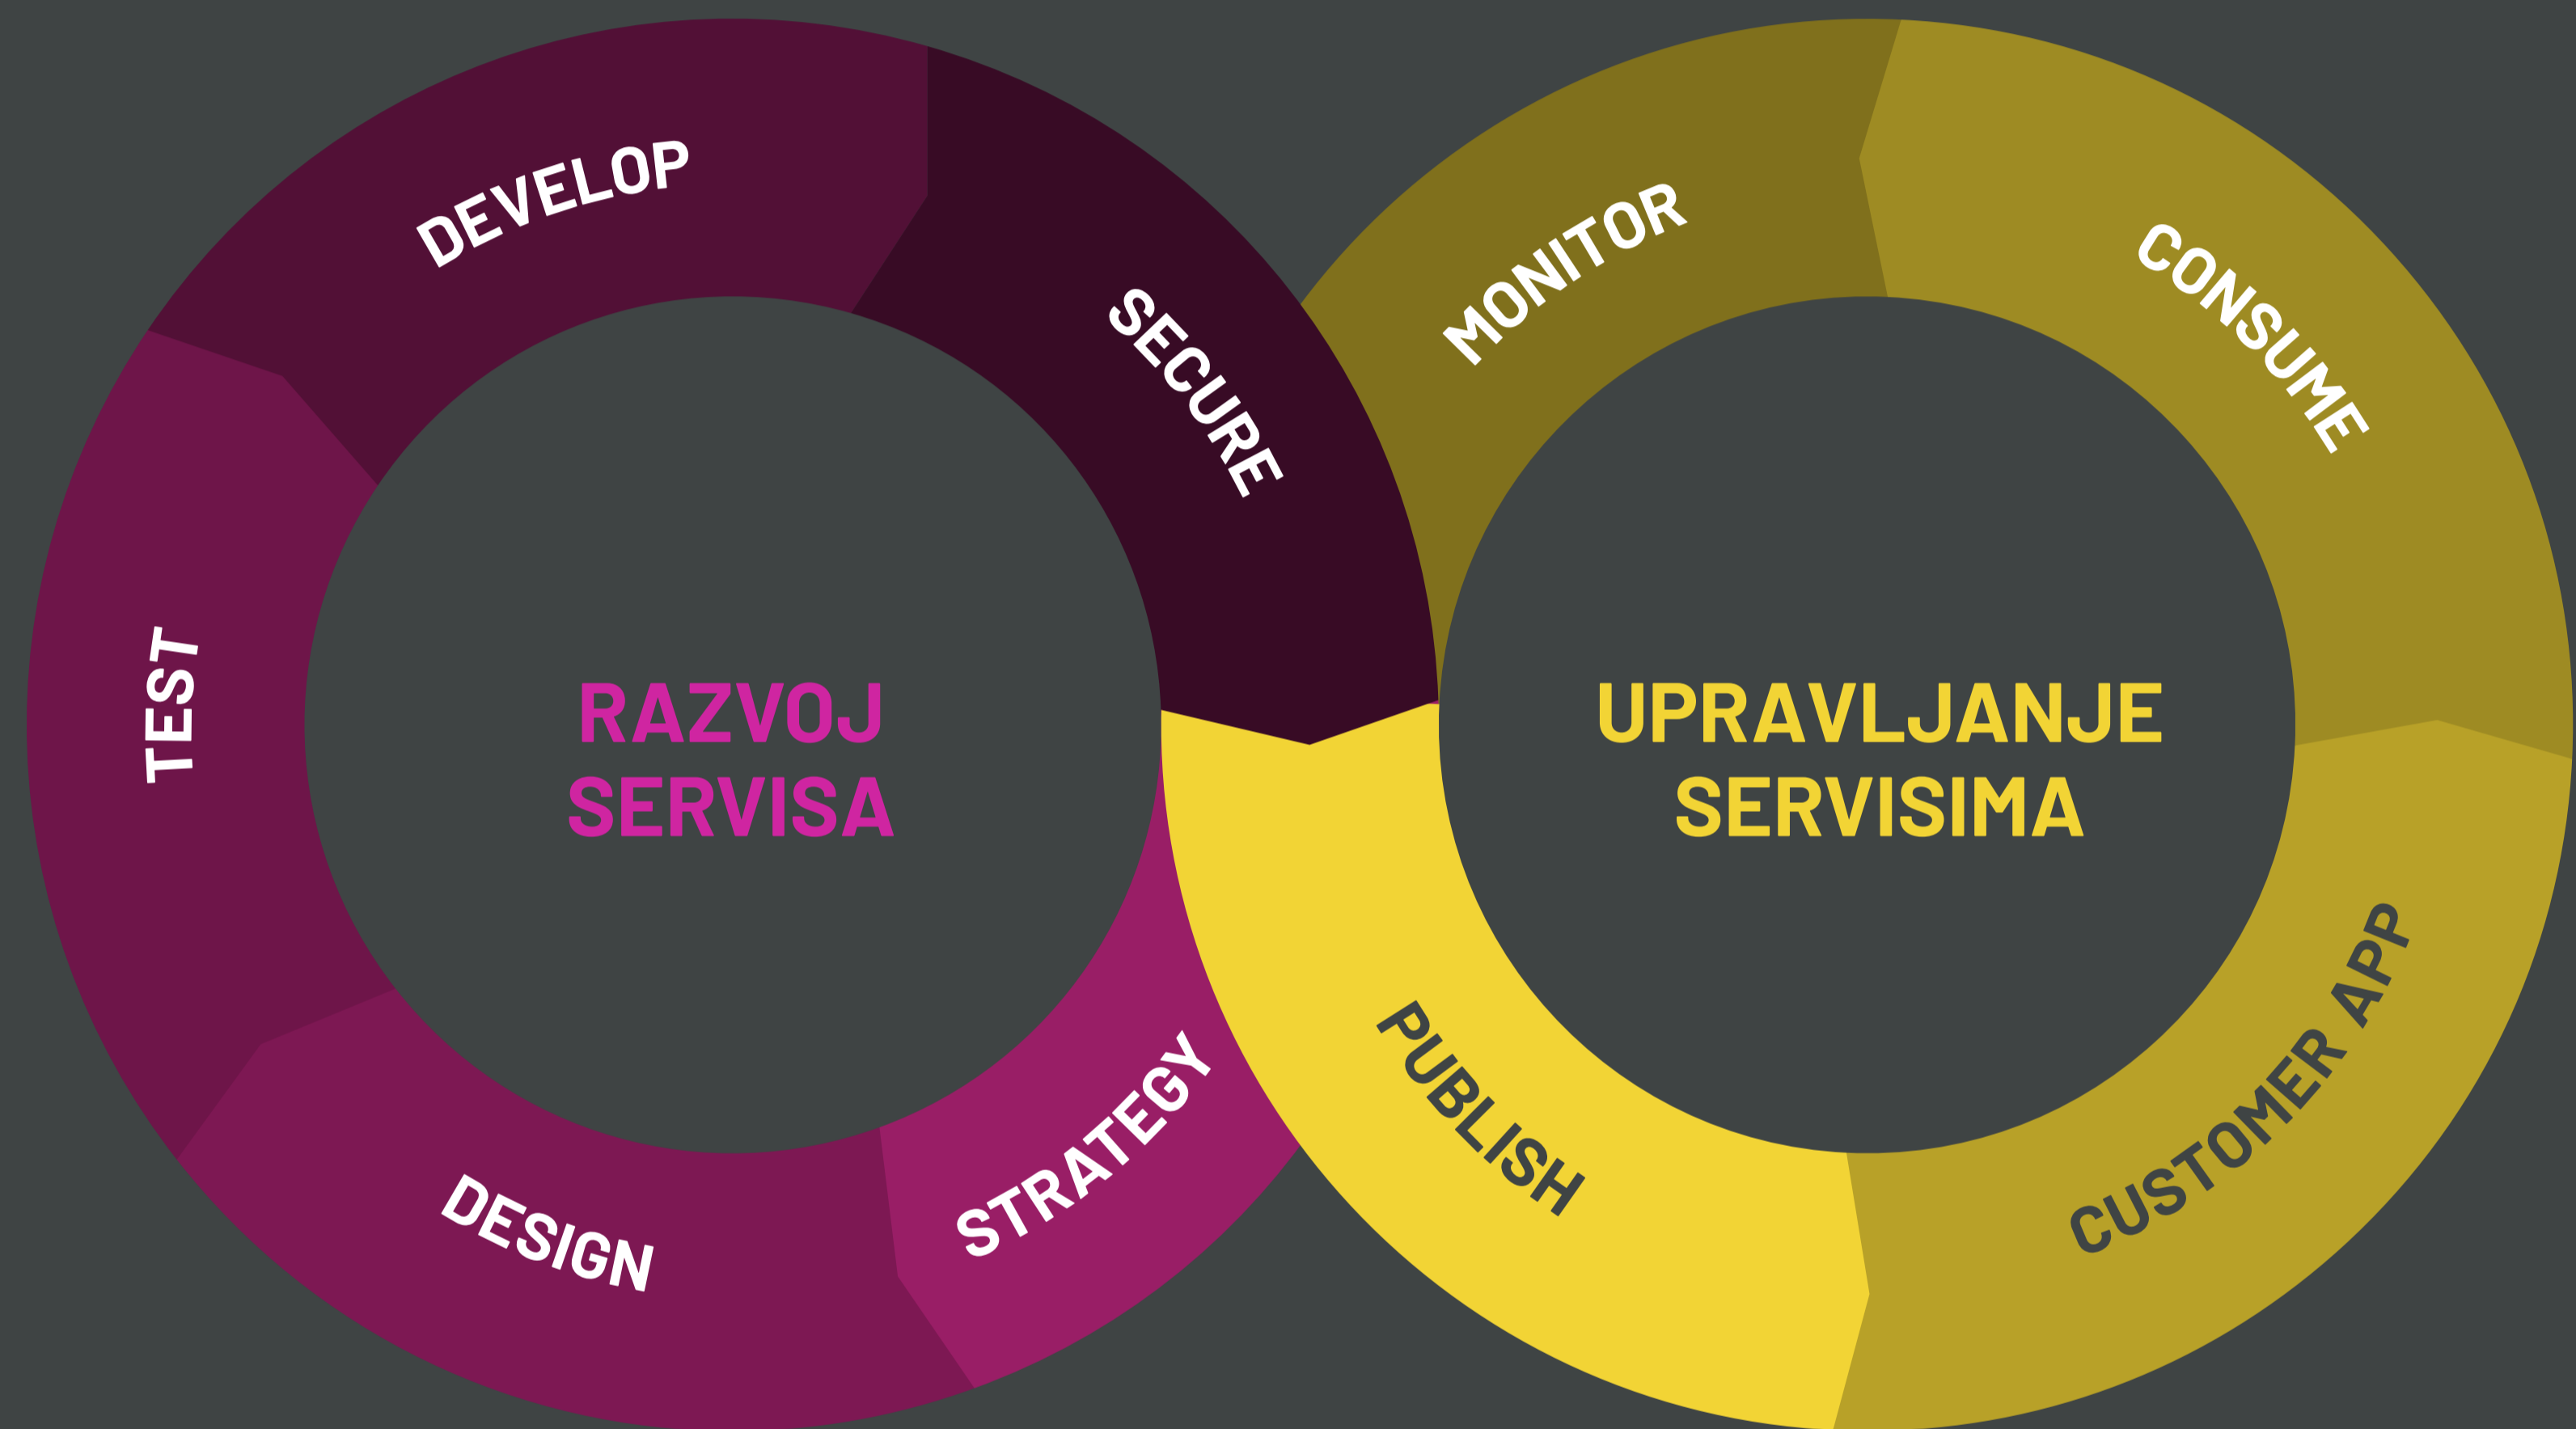 DEVELOP
SECURE
TEST
DESIGN
STRATEGY
RAZVOJ
SERVISA
MONITOR
CONSUME
CUSTOMER APP
PUBLISH
UPRAVLJANJE
SERVISIMA